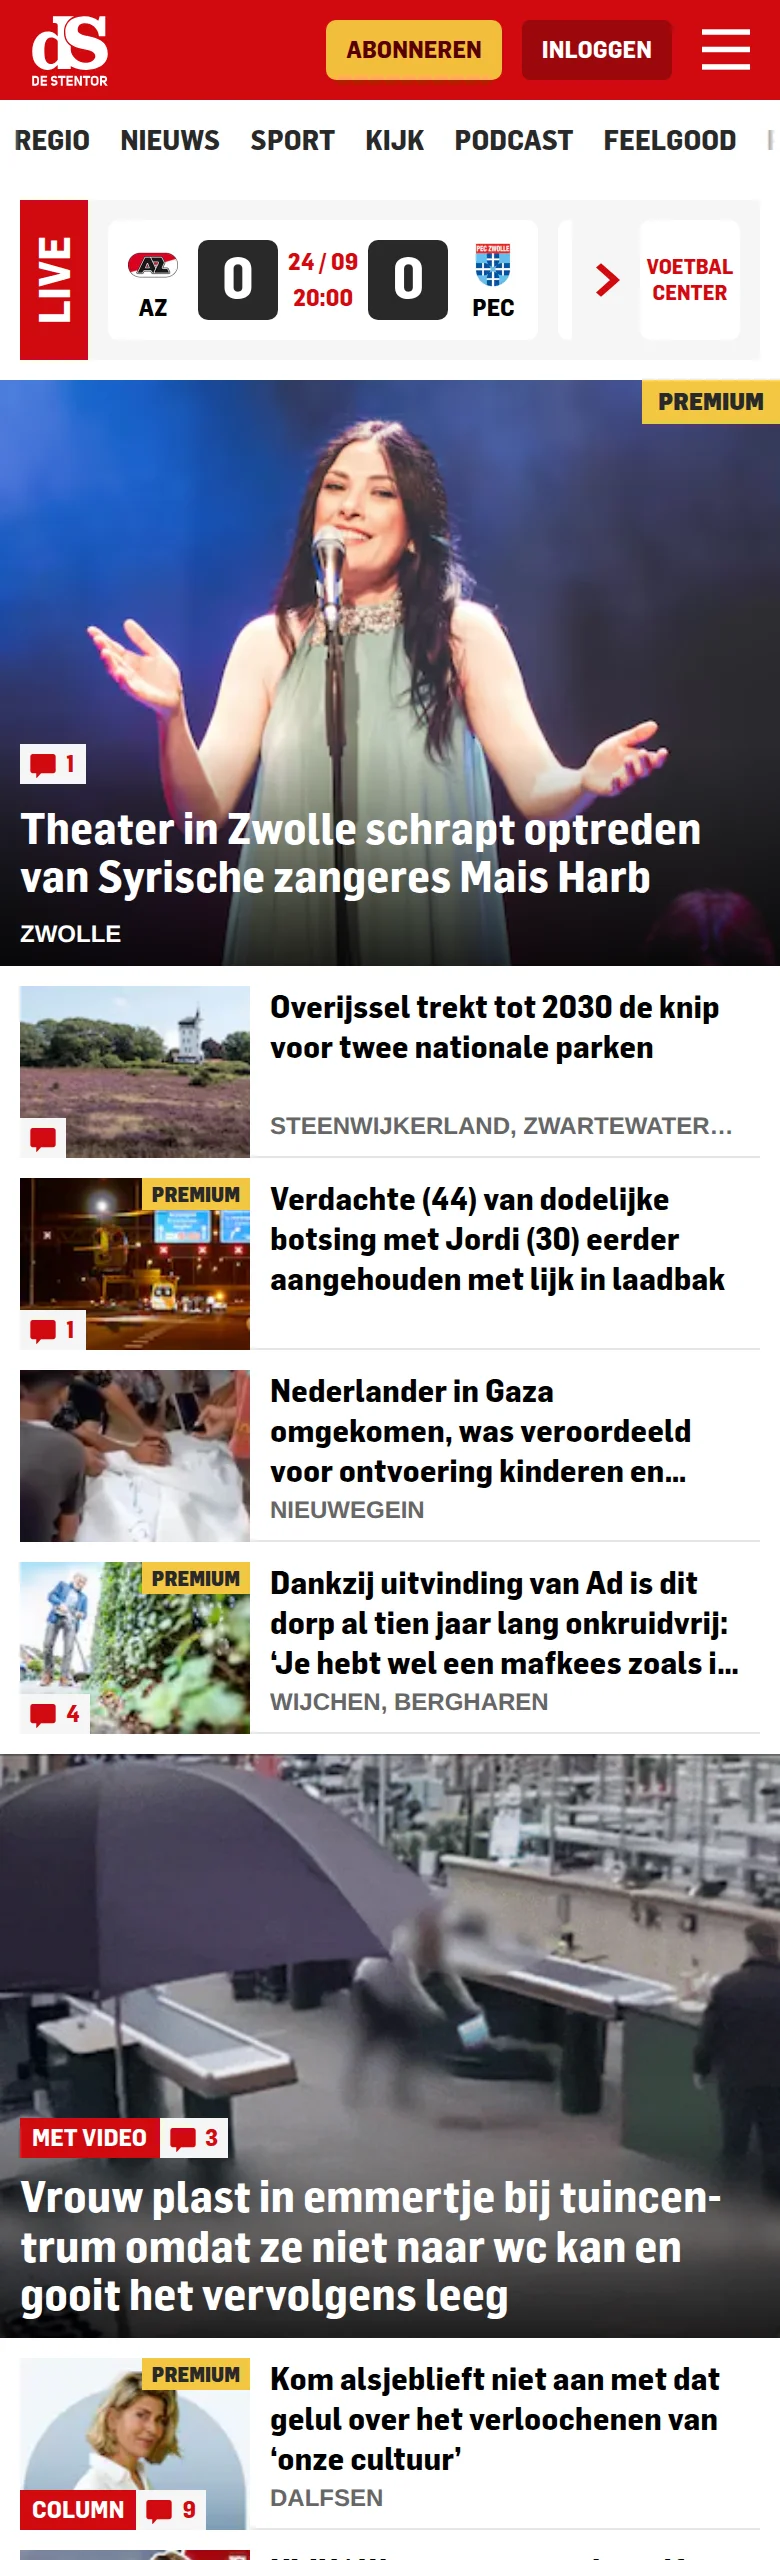 dS
DE STENTOR
ABONNEREN
INLOGGEN
REGIO NIEUWS SPORT KIJK PODCAST FEELGOOD
LIVE
AZ
0
24 / 09
20:00
0
PEC ZWOLLE
AZ
PEC
VOETBAL
CENTER
PREMIUM
1
Theater in Zwolle schrapt optreden
van Syrische zangeres Mais Harb
ZWOLLE
Overijssel trekt tot 2030 de knip
voor twee nationale parken
STEENWIJKERLAND, ZWARTEWATER...
PREMIUM
1
Verdachte (44) van dodelijke
botsing met Jordi (30) eerder
aangehouden met lijk in laadbak
Nederlander in Gaza
omgekomen, was veroordeeld
voor ontvoering kinderen en...
NIEUWEGEIN
PREMIUM
4
Dankzij uitvinding van Ad is dit
dorp al tien jaar lang onkruidvrij:
‘Je hebt wel een mafkees zoals i...
WIJCHEN, BERGHAREN
MET VIDEO
3
Vrouw plast in emmertje bij tuincen-
trum omdat ze niet naar wc kan en
gooit het vervolgens leeg
PREMIUM
COLUMN
9
Kom alsjeblieft niet aan met dat
gelul over het verloochenen van
‘onze cultuur’
DALFSEN